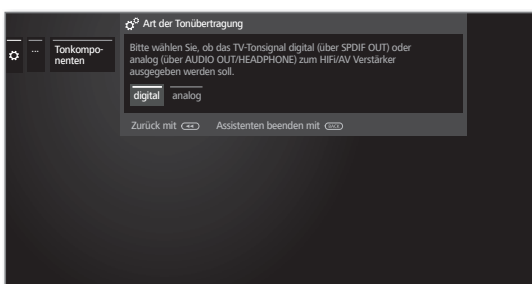 Art der Tonübertragung
...
Tonkompo-
nenten
Bitte wählen Sie, ob das TV-Tonsignal digital (über SPDIF OUT) oder
analog (über AUDIO OUT/HEADPHONE) zum HIFi/AV Verstärker
ausgegeben werden soll.
digital analog
Zurück mit Assistenten beenden mit BACK